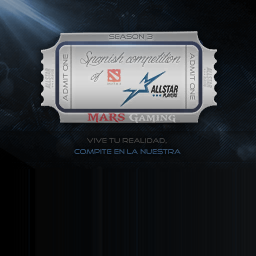 SEASON 3
ADMIT ONE
Spanish competition
of
ALLSTAR
PLAYERS
ADMIT ONE
MARS GAMING
VIVE TU REALIDAD,
COMPITE EN LA NUESTRA